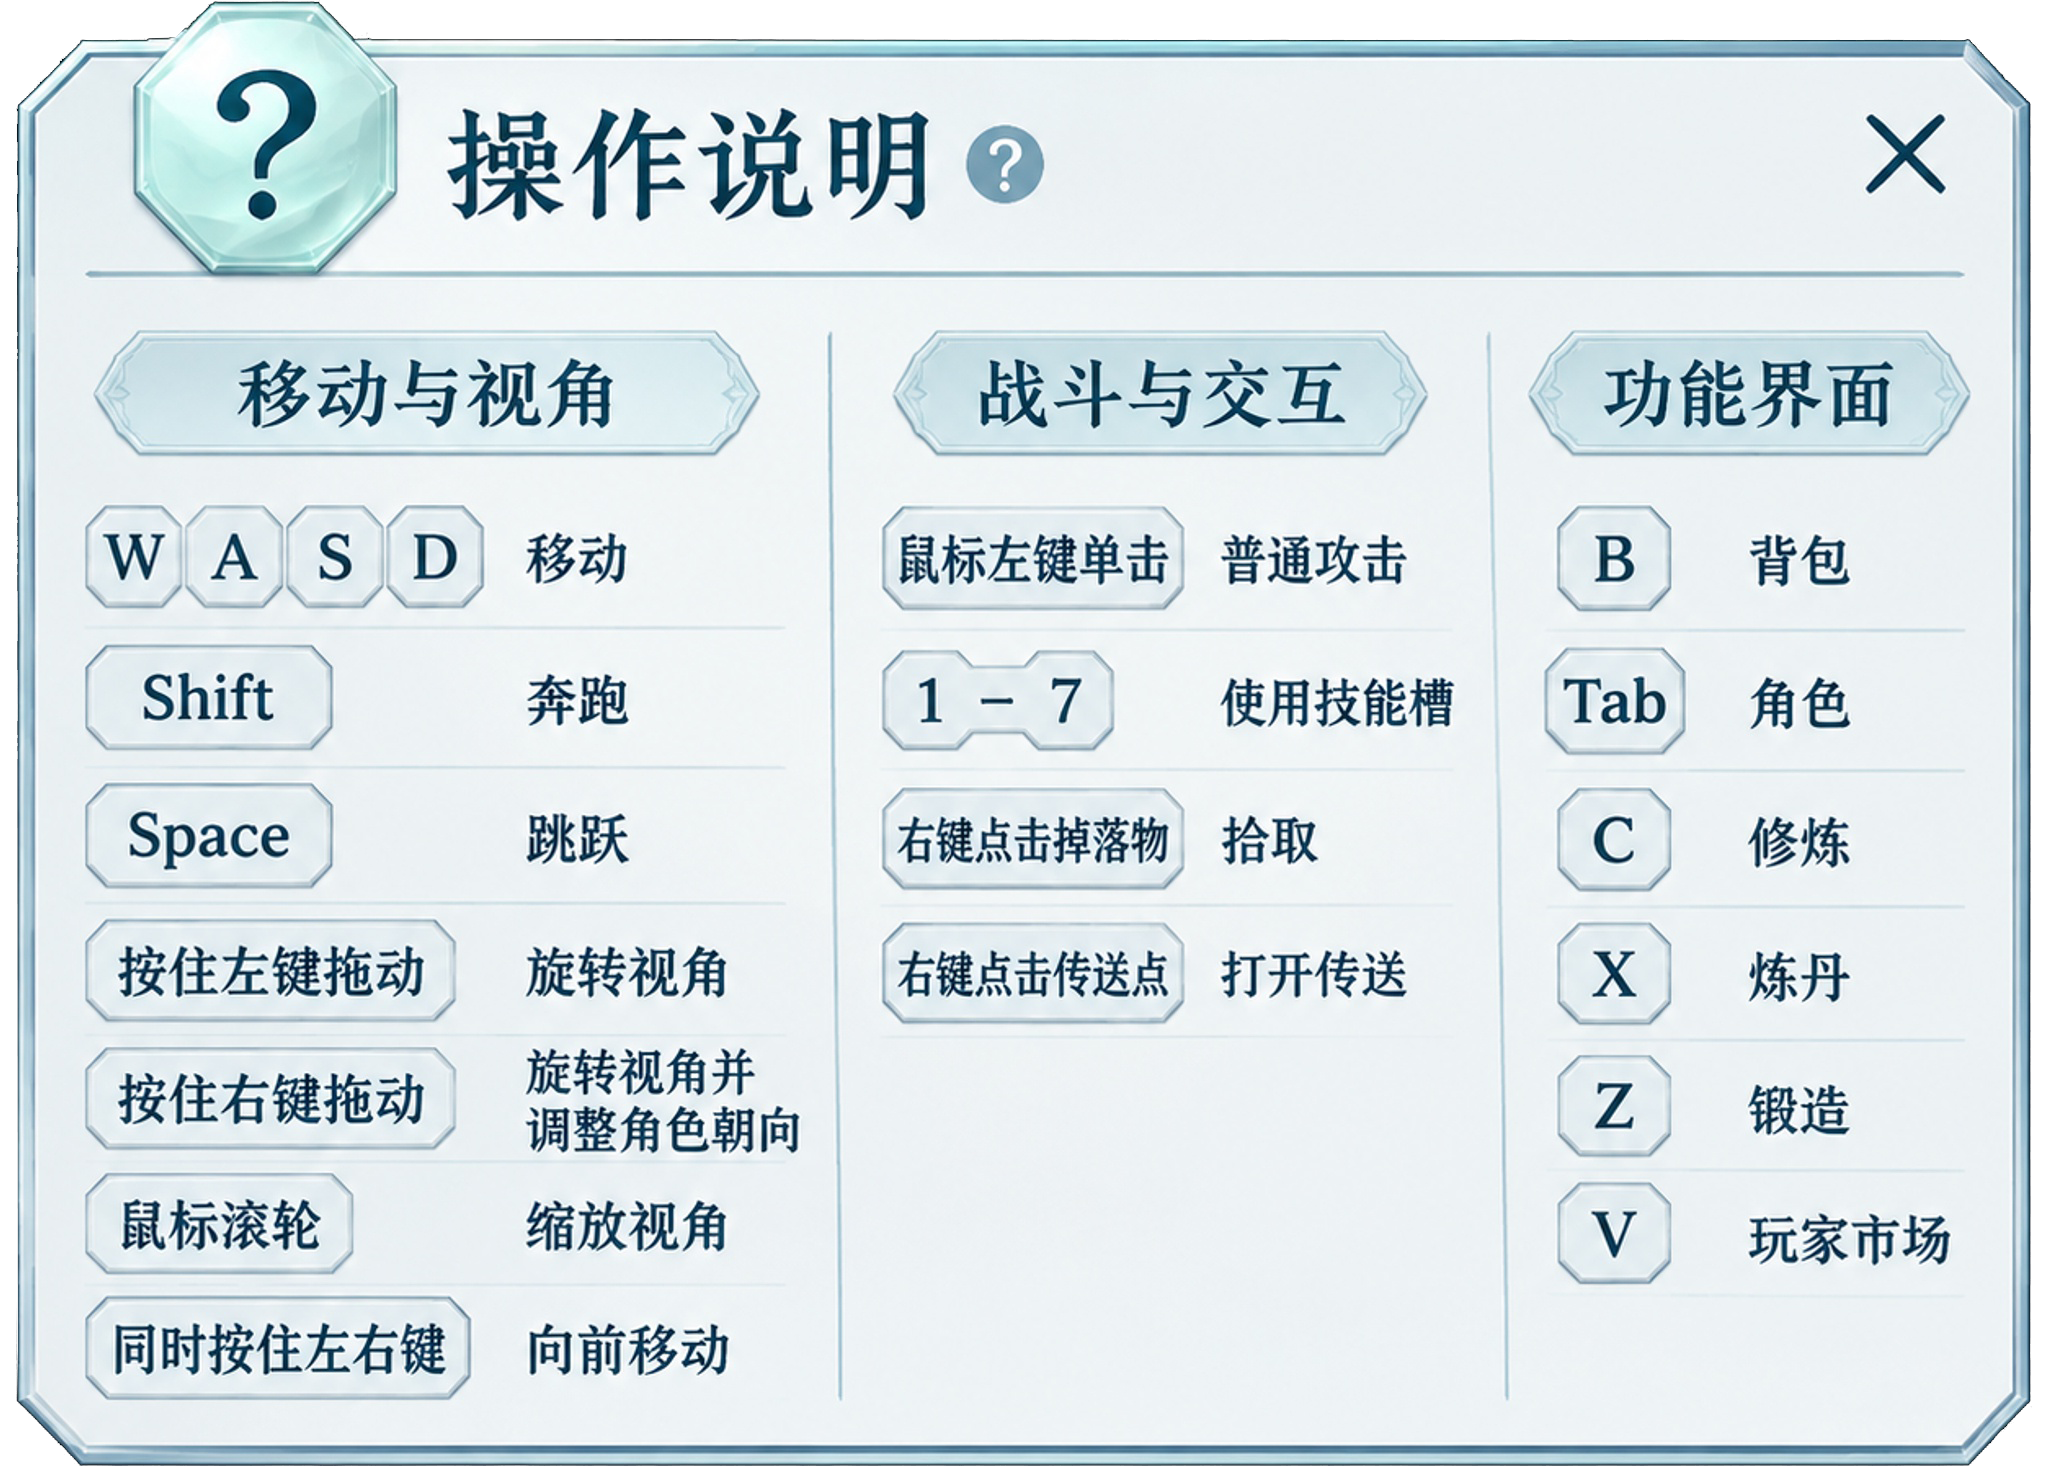 ?
操作说明 ?
移动与视角
W A S D 移动
Shift 奔跑
Space 跳跃
按住左键拖动 旋转视角
按住右键拖动 旋转视角并
调整角色朝向
鼠标滚轮 缩放视角
同时按住左右键 向前移动
战斗与交互
鼠标左键单击 普通攻击
1 – 7 使用技能槽
右键点击掉落物 拾取
右键点击传送点 打开传送
功能界面
B 背包
Tab 角色
C 修炼
X 炼丹
Z 锻造
V 玩家市场